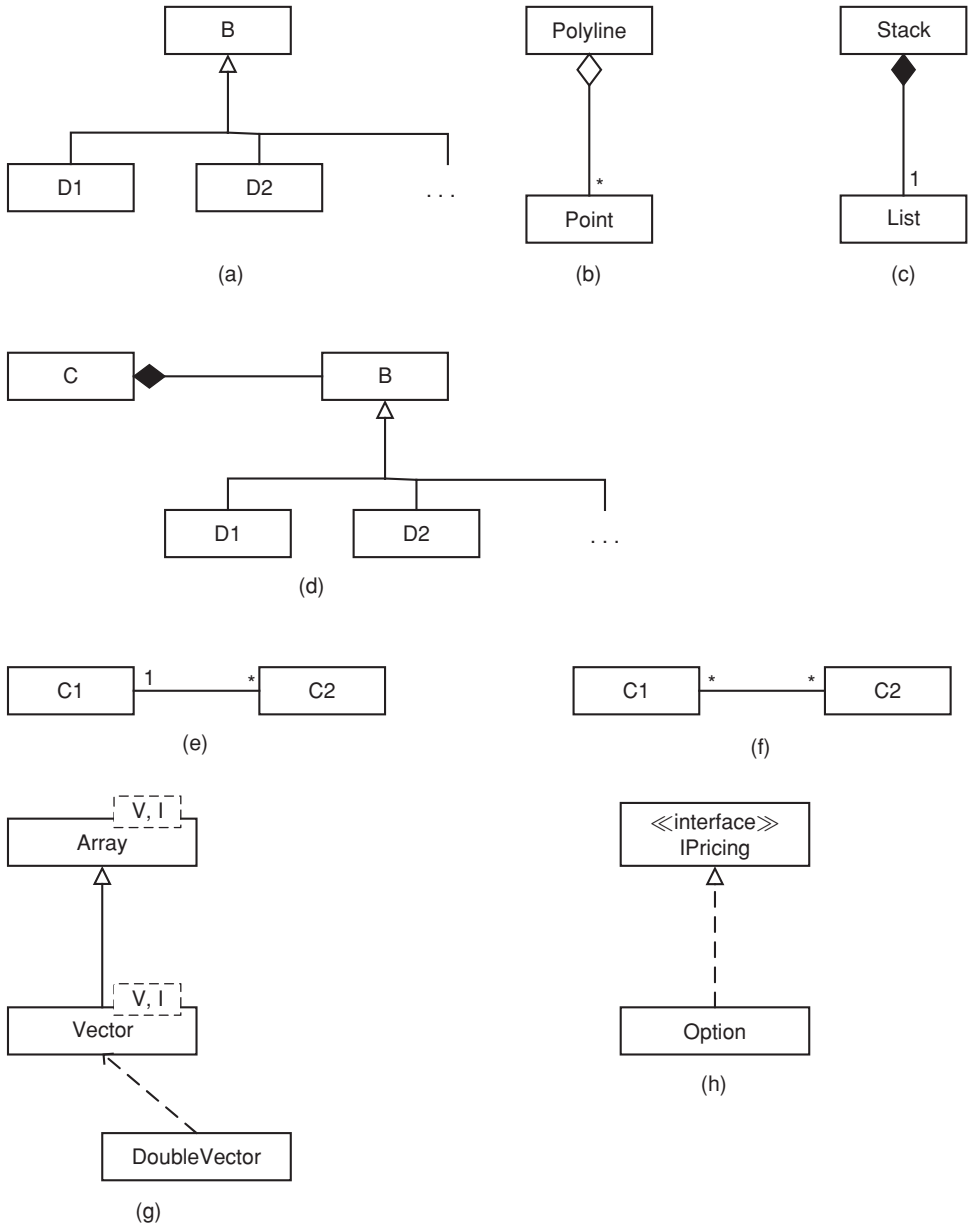 B
Polyline
Stack
D1
D2
. . .
*
1
Point
List
(a)
(b)
(c)
C
B
D1
D2
. . .
(d)
C1
1
*
C2
C1
*
*
C2
(e)
(f)
V, I
Array
≪interface≫
IPricing
V, I
Vector
Option
(h)
DoubleVector
(g)